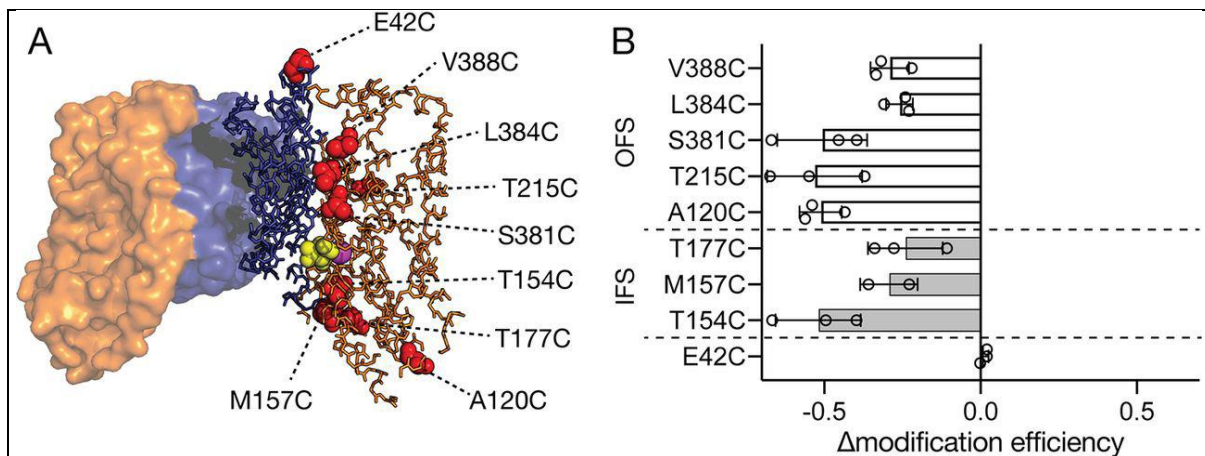 A
E42C
V388C
L384C
T215C
S381C
T154C
T177C
M157C
A120C
B
OFS
IFS
V388C
L384C
S381C
T215C
A120C
T177C
M157C
T154C
E42C
-0.5
0.0
0.5
Δmodification efficiency